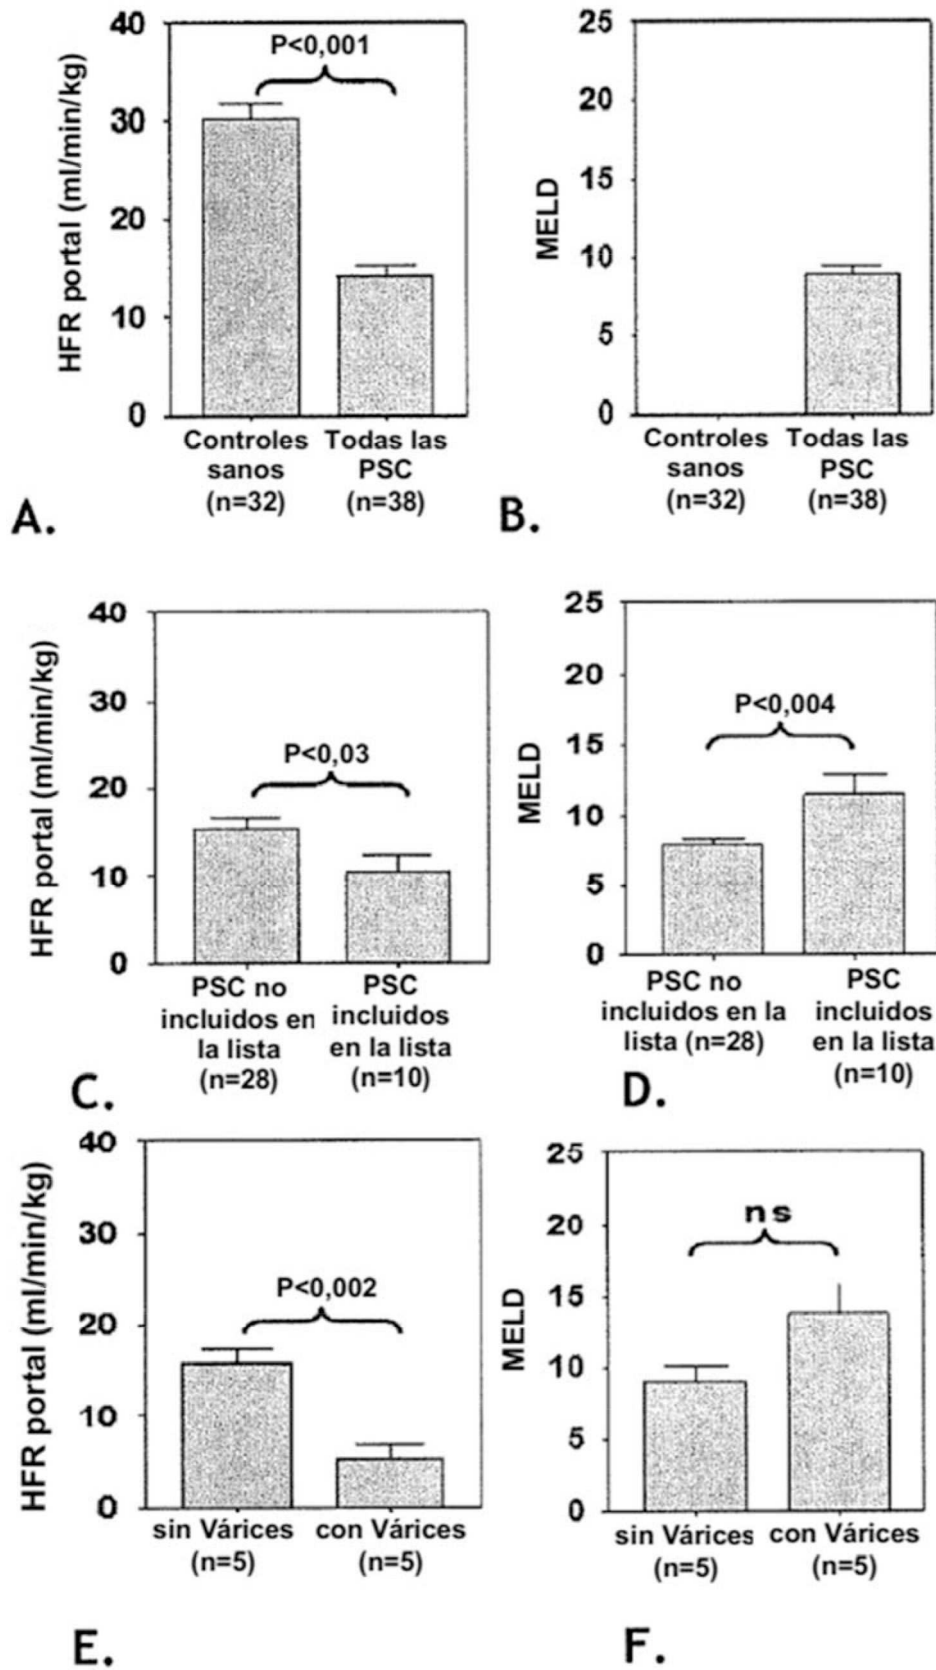 40
30
20
10
0
HFR portal (ml/min/kg)
P<0,001
Controles
sanos
(n=32)
Todas las
PSC
(n=38)
A.
25
20
15
10
5
0
MELD
Controles
sanos
(n=32)
Todas las
PSC
(n=38)
B.
40
30
20
10
0
HFR portal (ml/min/kg)
P<0,03
PSC no
incluidos en
la lista
(n=28)
PSC
incluidos
en la lista
(n=10)
C.
25
20
15
10
5
0
MELD
P<0,004
PSC no
incluidos en la
lista (n=28)
PSC
incluidos
en la lista
(n=10)
D.
40
30
20
10
0
HFR portal (ml/min/kg)
P<0,002
sin Várices
(n=5)
con Várices
(n=5)
E.
25
20
15
10
5
0
MELD
ns
sin Várices
(n=5)
con Várices
(n=5)
F.